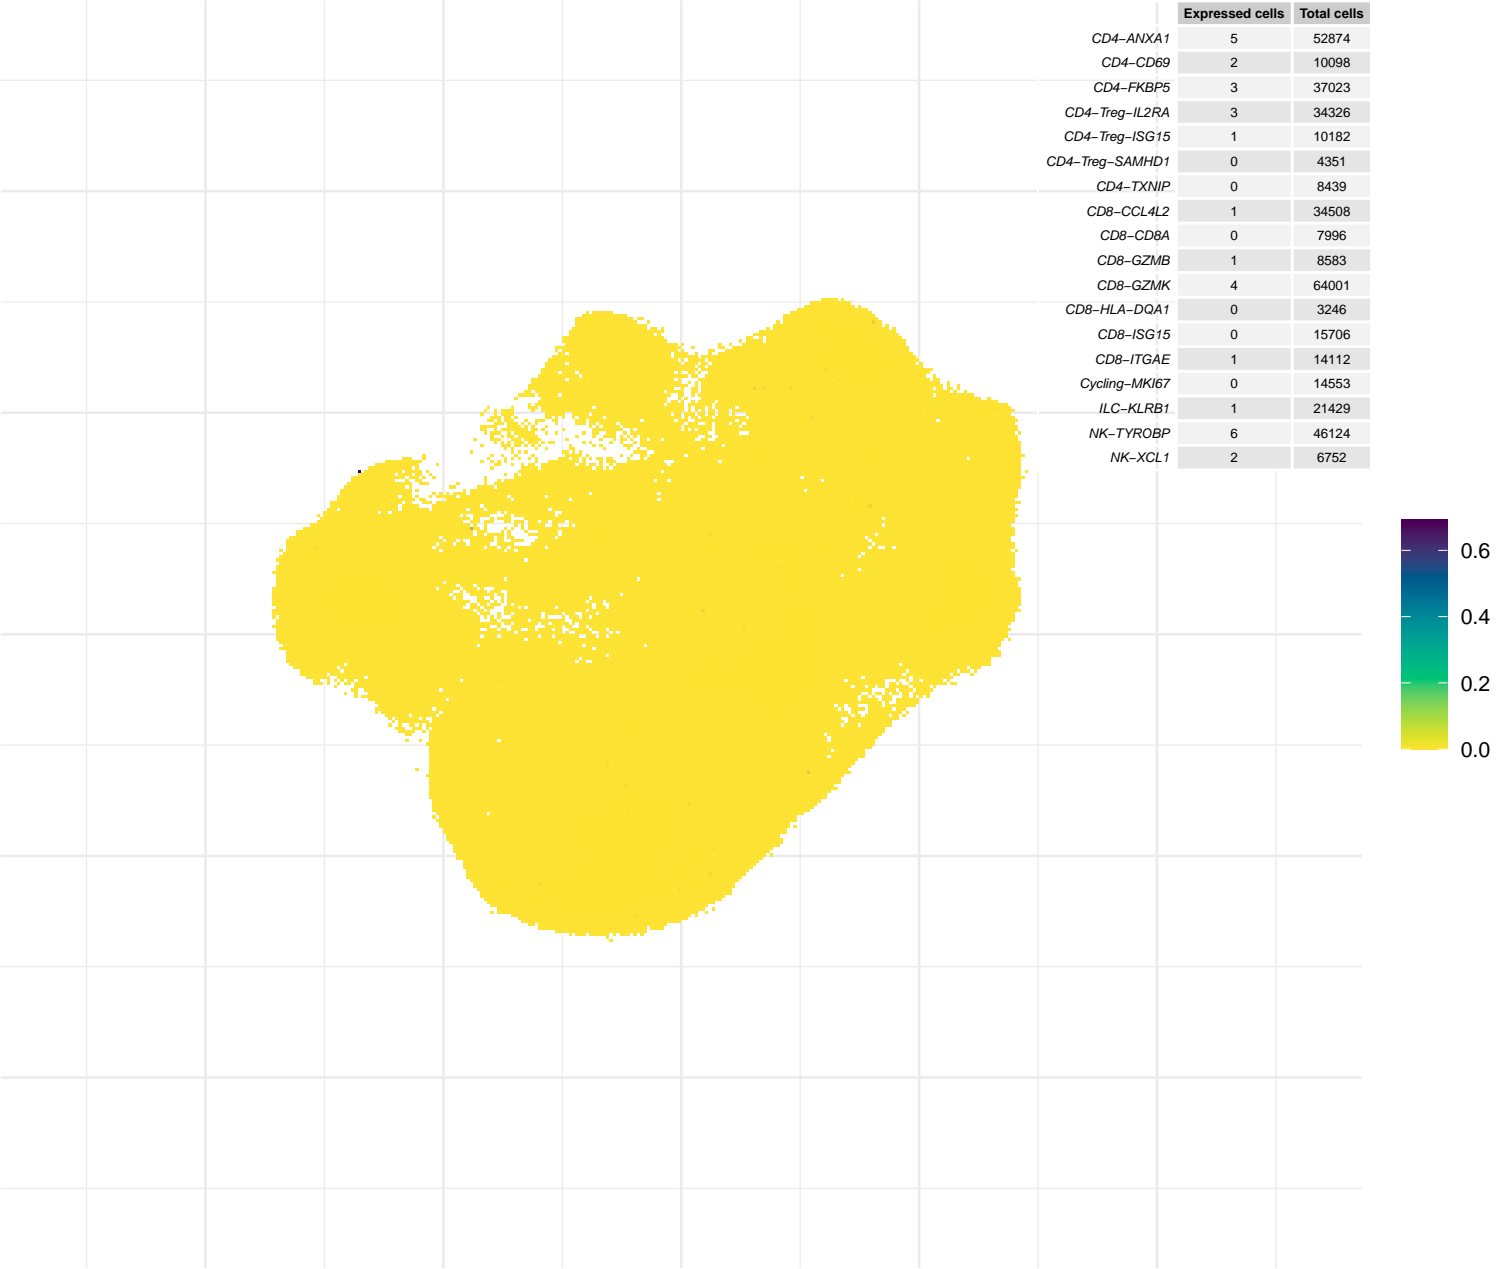 Expressed cells Total cells
CD4−ANXA1 5 52874
CD4−CD69 2 10098
CD4−FKBP5 3 37023
CD4−Treg−IL2RA 3 34326
CD4−Treg−ISG15 1 10182
CD4−Treg−SAMHD1 0 4351
CD4−TXNIP 0 8439
CD8−CCL4L2 1 34508
CD8−CD8A 0 7996
CD8−GZMB 1 8583
CD8−GZMK 4 64001
CD8−HLA−DQA1 0 3246
CD8−ISG15 0 15706
CD8−ITGAE 1 14112
Cycling−MKI67 0 14553
ILC−KLRB1 1 21429
NK−TYROBP 6 46124
NK−XCL1 2 6752
0.6
0.4
0.2
0.0